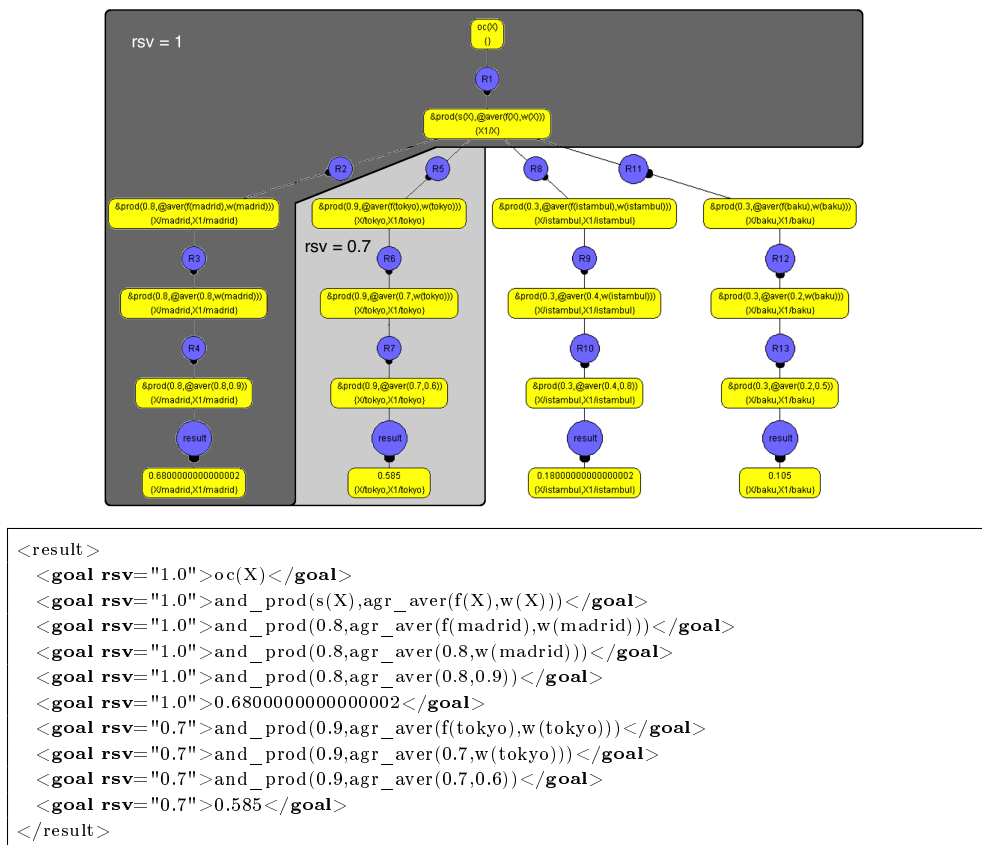 oc(X)
{}
rsv = 1
R1
&prod(s(X),@aver(f(X),w(X)))
{X1/X}
R2
R5
R8
R11
&prod(0.8,@aver(f(madrid),w(madrid)))
{X/madrid,X1/madrid}
&prod(0.9,@aver(f(tokyo),w(tokyo)))
{X/tokyo,X1/tokyo}
&prod(0.3,@aver(f(istambul),w(istambul)))
{X/istambul,X1/istambul}
&prod(0.3,@aver(f(baku),w(baku)))
{X/baku,X1/baku}
rsv = 0.7
R3
R6
R9
R12
&prod(0.8,@aver(0.8,w(madrid)))
{X/madrid,X1/madrid}
&prod(0.9,@aver(0.7,w(tokyo)))
{X/tokyo,X1/tokyo}
&prod(0.3,@aver(0.4,w(istambul)))
{X/istambul,X1/istambul}
&prod(0.3,@aver(0.2,w(baku)))
{X/baku,X1/baku}
R4
R7
R10
R13
&prod(0.8,@aver(0.8,0.9))
{X/madrid,X1/madrid}
&prod(0.9,@aver(0.7,0.6))
{X/tokyo,X1/tokyo}
&prod(0.3,@aver(0.4,0.8))
{X/istambul,X1/istambul}
&prod(0.3,@aver(0.2,0.5))
{X/baku,X1/baku}
result
result
result
result
0.6800000000000002
{X/madrid,X1/madrid}
0.585
{X/tokyo,X1/tokyo}
0.18000000000000002
{X/istambul,X1/istambul}
0.105
{X/baku,X1/baku}
<result>
<goal rsv="1.0">oc(X)</goal>
<goal rsv="1.0">and_prod(s(X),agr_aver(f(X),w(X)))</goal>
<goal rsv="1.0">and_prod(0.8,agr_aver(f(madrid),w(madrid)))</goal>
<goal rsv="1.0">and_prod(0.8,agr_aver(0.8,w(madrid)))</goal>
<goal rsv="1.0">and_prod(0.8,agr_aver(0.8,0.9))</goal>
<goal rsv="1.0">0.6800000000000002</goal>
<goal rsv="0.7">and_prod(0.9,agr_aver(f(tokyo),w(tokyo)))</goal>
<goal rsv="0.7">and_prod(0.9,agr_aver(0.7,w(tokyo)))</goal>
<goal rsv="0.7">and_prod(0.9,agr_aver(0.7,0.6))</goal>
<goal rsv="0.7">0.585</goal>
</result>